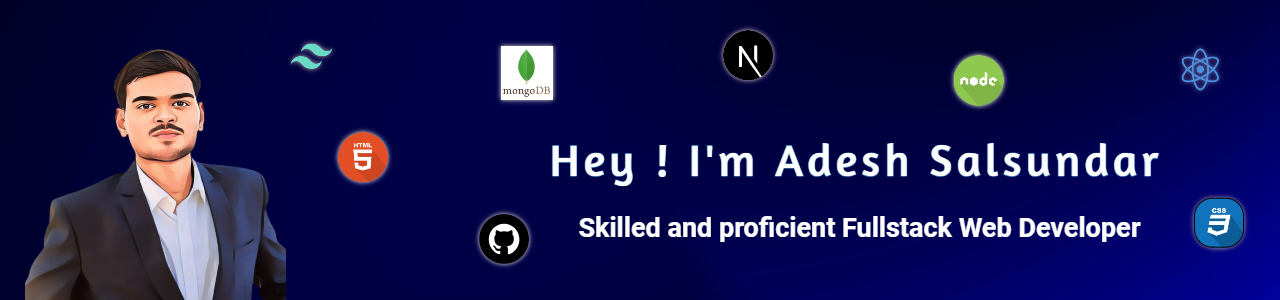 mongoDB
N
node
HTML
5
Hey ! I'm Adesh Salsundar
CSS
3
Skilled and proficient Fullstack Web Developer